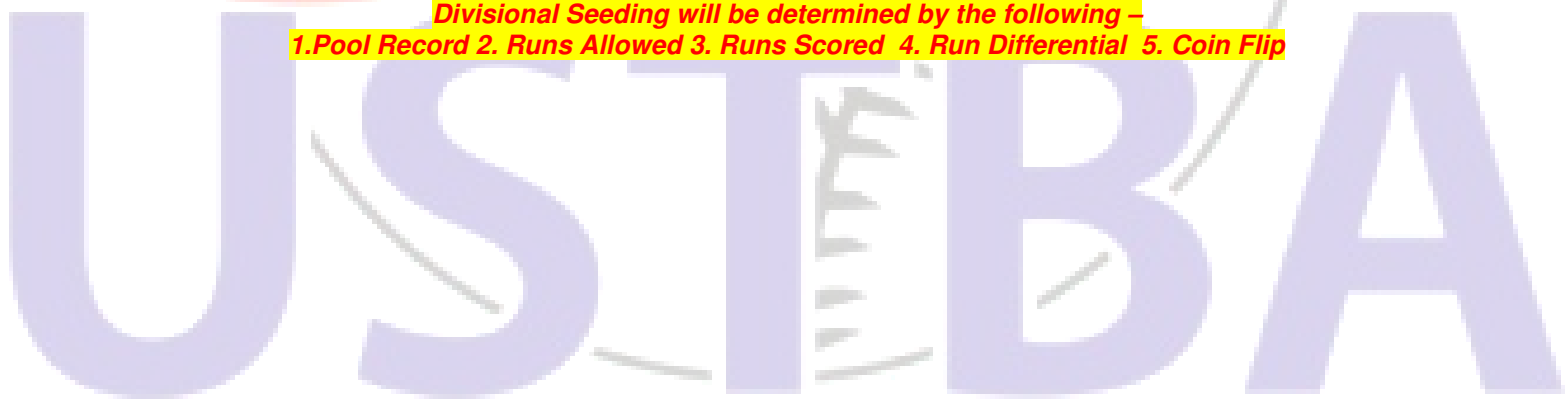 Divisional Seeding will be determined by the following –
1.Pool Record 2. Runs Allowed 3. Runs Scored  4. Run Differential  5. Coin Flip
USTBA